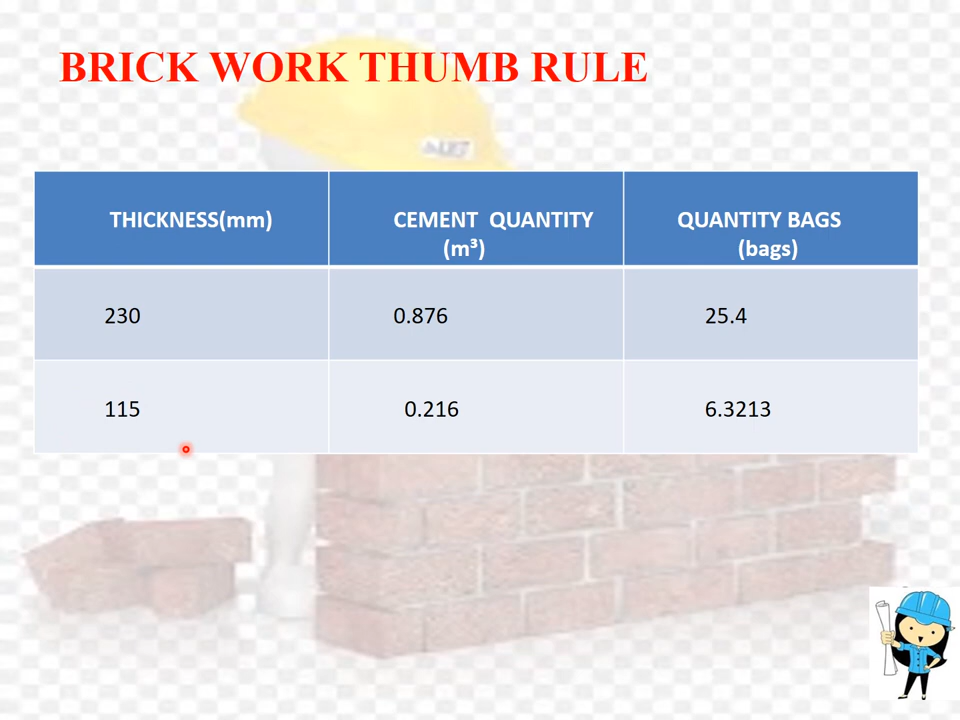 BRICK WORK THUMB RULE
THICKNESS(mm)
CEMENT QUANTITY
(m³)
QUANTITY BAGS
(bags)
230
0.876
25.4
115
0.216
6.3213